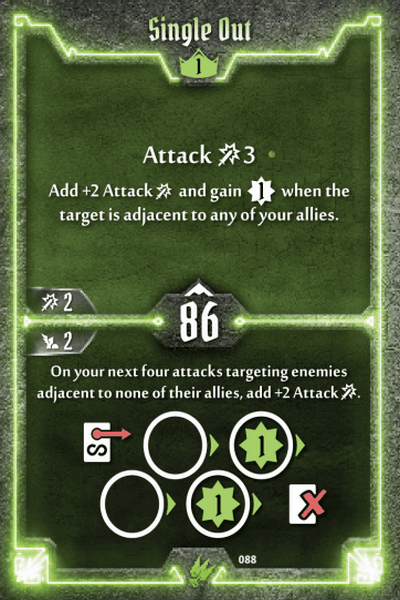 Single Out
1
Attack 3
Add +2 Attack and gain 1 when the
target is adjacent to any of your allies.
2
86
2
On your next four attacks targeting enemies
adjacent to none of their allies, add +2 Attack .
S 1
1 X
088